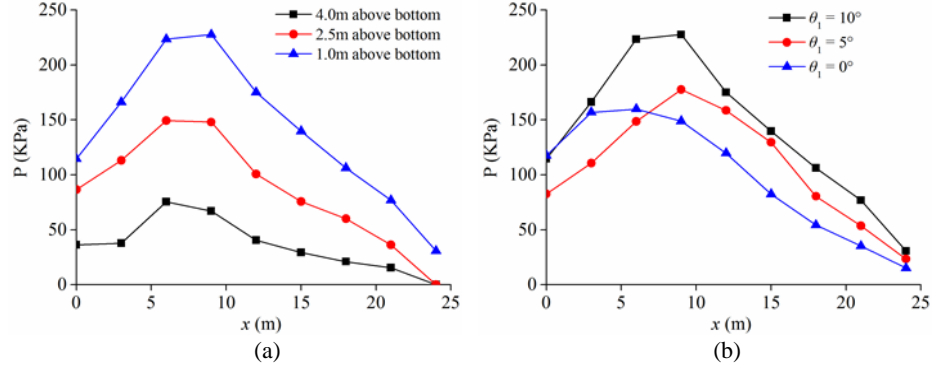 (a)
4.0m above bottom
2.5m above bottom
1.0m above bottom
P (KPa)
250
200
150
100
50
0
0 5 10 15 20 25
x (m)
(b)
θ₁ = 10°
θ₁ = 5°
θ₁ = 0°
P (KPa)
250
200
150
100
50
0
0 5 10 15 20 25
x (m)